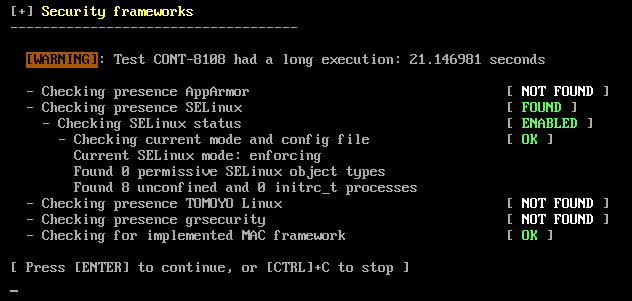 [+] Security frameworks
------------------------------------
[WARNING]: Test CONT-8108 had a long execution: 21.146981 seconds
- Checking presence AppArmor [ NOT FOUND ]
- Checking presence SELinux [ FOUND ]
- Checking SELinux status [ ENABLED ]
- Checking current mode and config file [ OK ]
Current SELinux mode: enforcing
Found 0 permissive SELinux object types
Found 8 unconfined and 0 initrc_t processes
- Checking presence TOMOYO Linux [ NOT FOUND ]
- Checking presence grsecurity [ NOT FOUND ]
- Checking for implemented MAC framework [ OK ]
[ Press [ENTER] to continue, or [CTRL]+C to stop ]
_